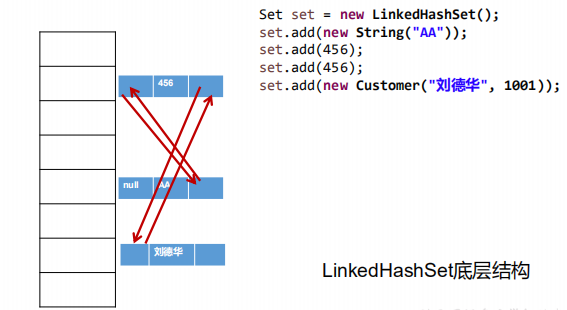 Set set = new LinkedHashSet();
set.add(new String("AA"));
set.add(456);
set.add(456);
set.add(new Customer("刘德华", 1001));
456
null AA
刘德华
LinkedHashSet底层结构